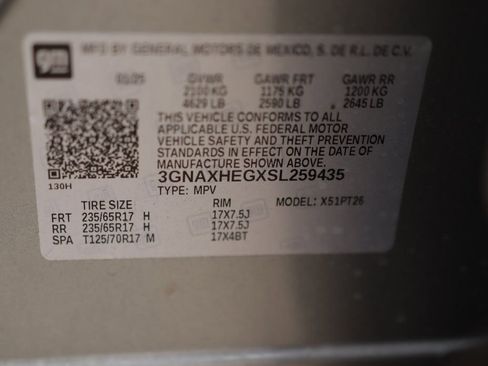 gm MFD BY GENERAL MOTORS DE MEXICO, S. DE R.L. DE C.V.
GVWR GAWR FRT GAWR RR
2100 KG 1175 KG 1200 KG
4629 LB 2590 LB 2645 LB
THIS VEHICLE CONFORMS TO ALL
APPLICABLE U.S. FEDERAL MOTOR
VEHICLE SAFETY AND THEFT PREVENTION
STANDARDS IN EFFECT ON THE DATE OF
MANUFACTURE SHOWN ABOVE.
3GNAXHEGXSL259435
130H TYPE: MPV
TIRE SIZE RIM MODEL: X51PT26
FRT 235/65R17 H 17X7.5J
RR 235/65R17 H 17X7.5J
SPA T125/70R17 M 17X4BT